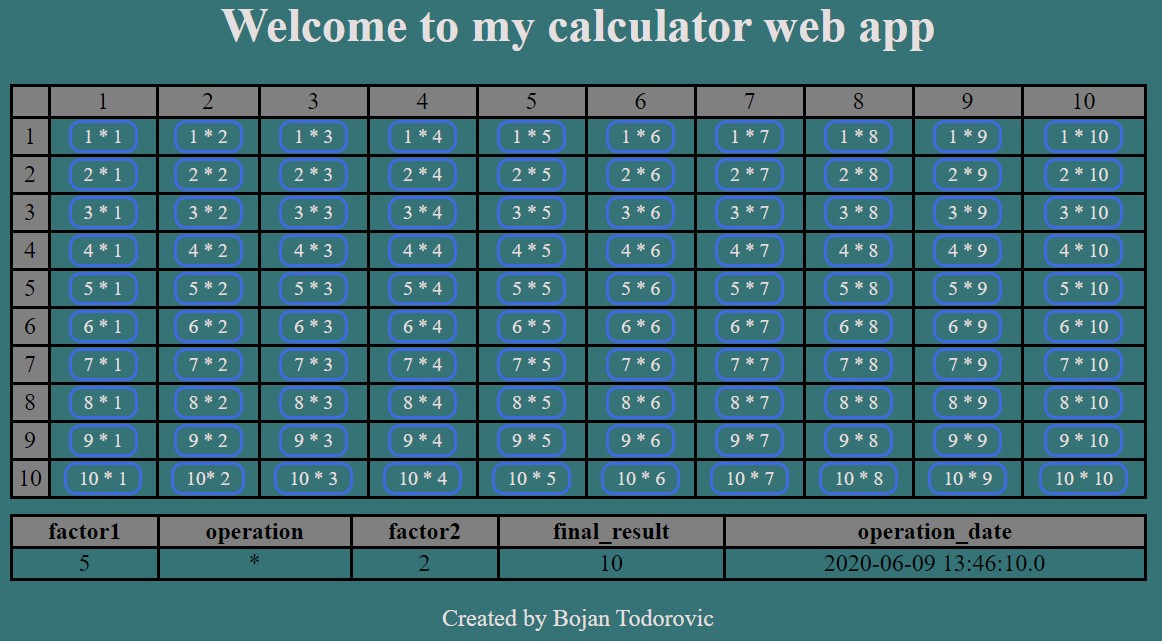 Welcome to my calculator web app
1 2 3 4 5 6 7 8 9 10
1 1 * 1 1 * 2 1 * 3 1 * 4 1 * 5 1 * 6 1 * 7 1 * 8 1 * 9 1 * 10
2 2 * 1 2 * 2 2 * 3 2 * 4 2 * 5 2 * 6 2 * 7 2 * 8 2 * 9 2 * 10
3 3 * 1 3 * 2 3 * 3 3 * 4 3 * 5 3 * 6 3 * 7 3 * 8 3 * 9 3 * 10
4 4 * 1 4 * 2 4 * 3 4 * 4 4 * 5 4 * 6 4 * 7 4 * 8 4 * 9 4 * 10
5 5 * 1 5 * 2 5 * 3 5 * 4 5 * 5 5 * 6 5 * 7 5 * 8 5 * 9 5 * 10
6 6 * 1 6 * 2 6 * 3 6 * 4 6 * 5 6 * 6 6 * 7 6 * 8 6 * 9 6 * 10
7 7 * 1 7 * 2 7 * 3 7 * 4 7 * 5 7 * 6 7 * 7 7 * 8 7 * 9 7 * 10
8 8 * 1 8 * 2 8 * 3 8 * 4 8 * 5 8 * 6 8 * 7 8 * 8 8 * 9 8 * 10
9 9 * 1 9 * 2 9 * 3 9 * 4 9 * 5 9 * 6 9 * 7 9 * 8 9 * 9 9 * 10
10 10 * 1 10* 2 10 * 3 10 * 4 10 * 5 10 * 6 10 * 7 10 * 8 10 * 9 10 * 10
factor1 operation factor2 final_result operation_date
5 * 2 10 2020-06-09 13:46:10.0
Created by Bojan Todorovic